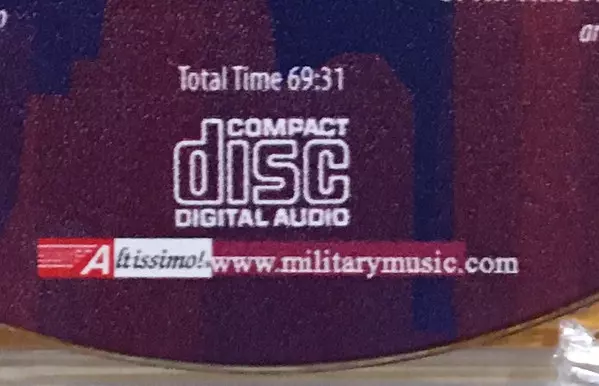 Total Time 69:31
COMPACT
disc
DIGITAL AUDIO
Altissimo! www.militarymusic.com